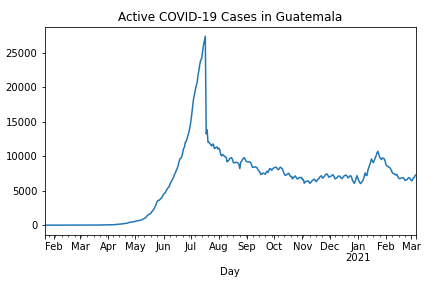 Active COVID-19 Cases in Guatemala
25000
20000
15000
10000
5000
0
Feb Mar Apr May Jun Jul Aug Sep Oct Nov Dec Jan Feb Mar
2021
Day